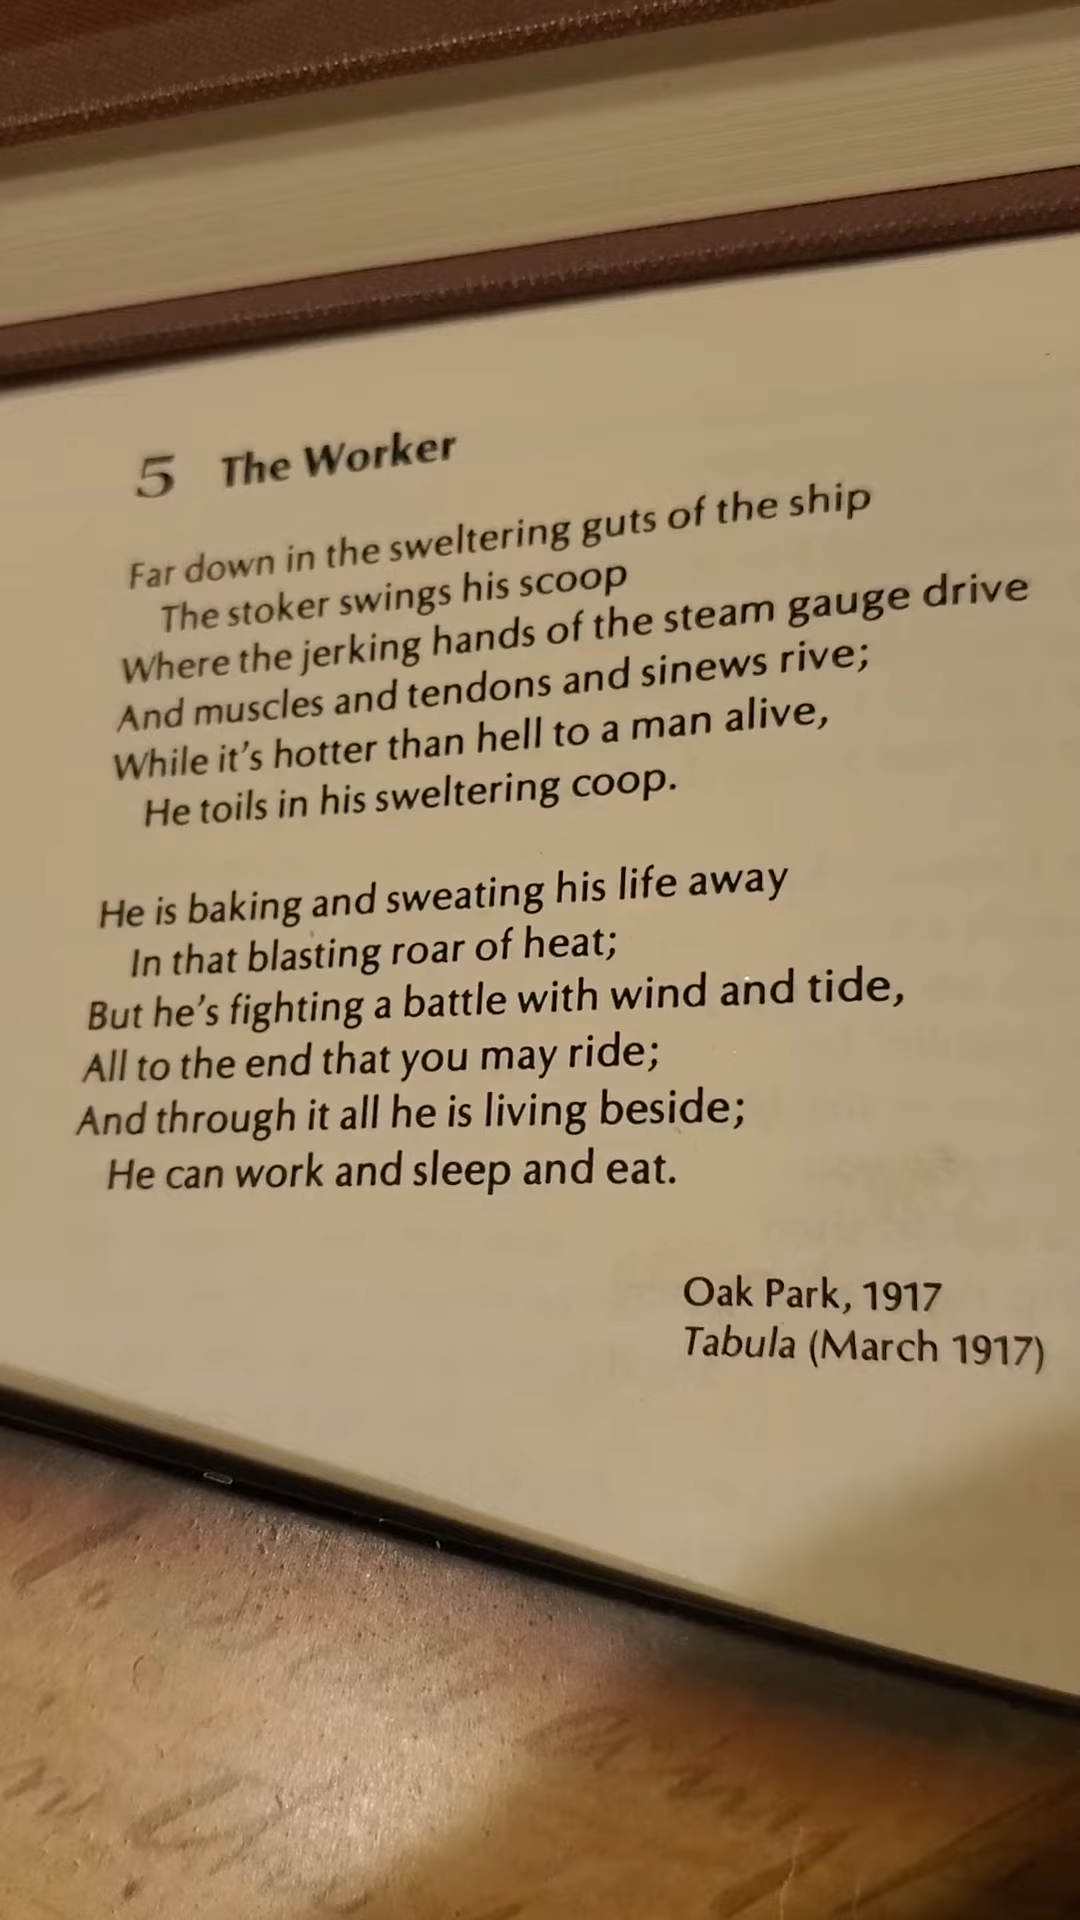 5 The Worker
Far down in the sweltering guts of the ship
The stoker swings his scoop
Where the jerking hands of the steam gauge drive
And muscles and tendons and sinews rive;
While it's hotter than hell to a man alive,
He toils in his sweltering coop.
He is baking and sweating his life away
In that blasting roar of heat;
But he's fighting a battle with wind and tide,
All to the end that you may ride;
And through it all he is living beside;
He can work and sleep and eat.
Oak Park, 1917
Tabula (March 1917)